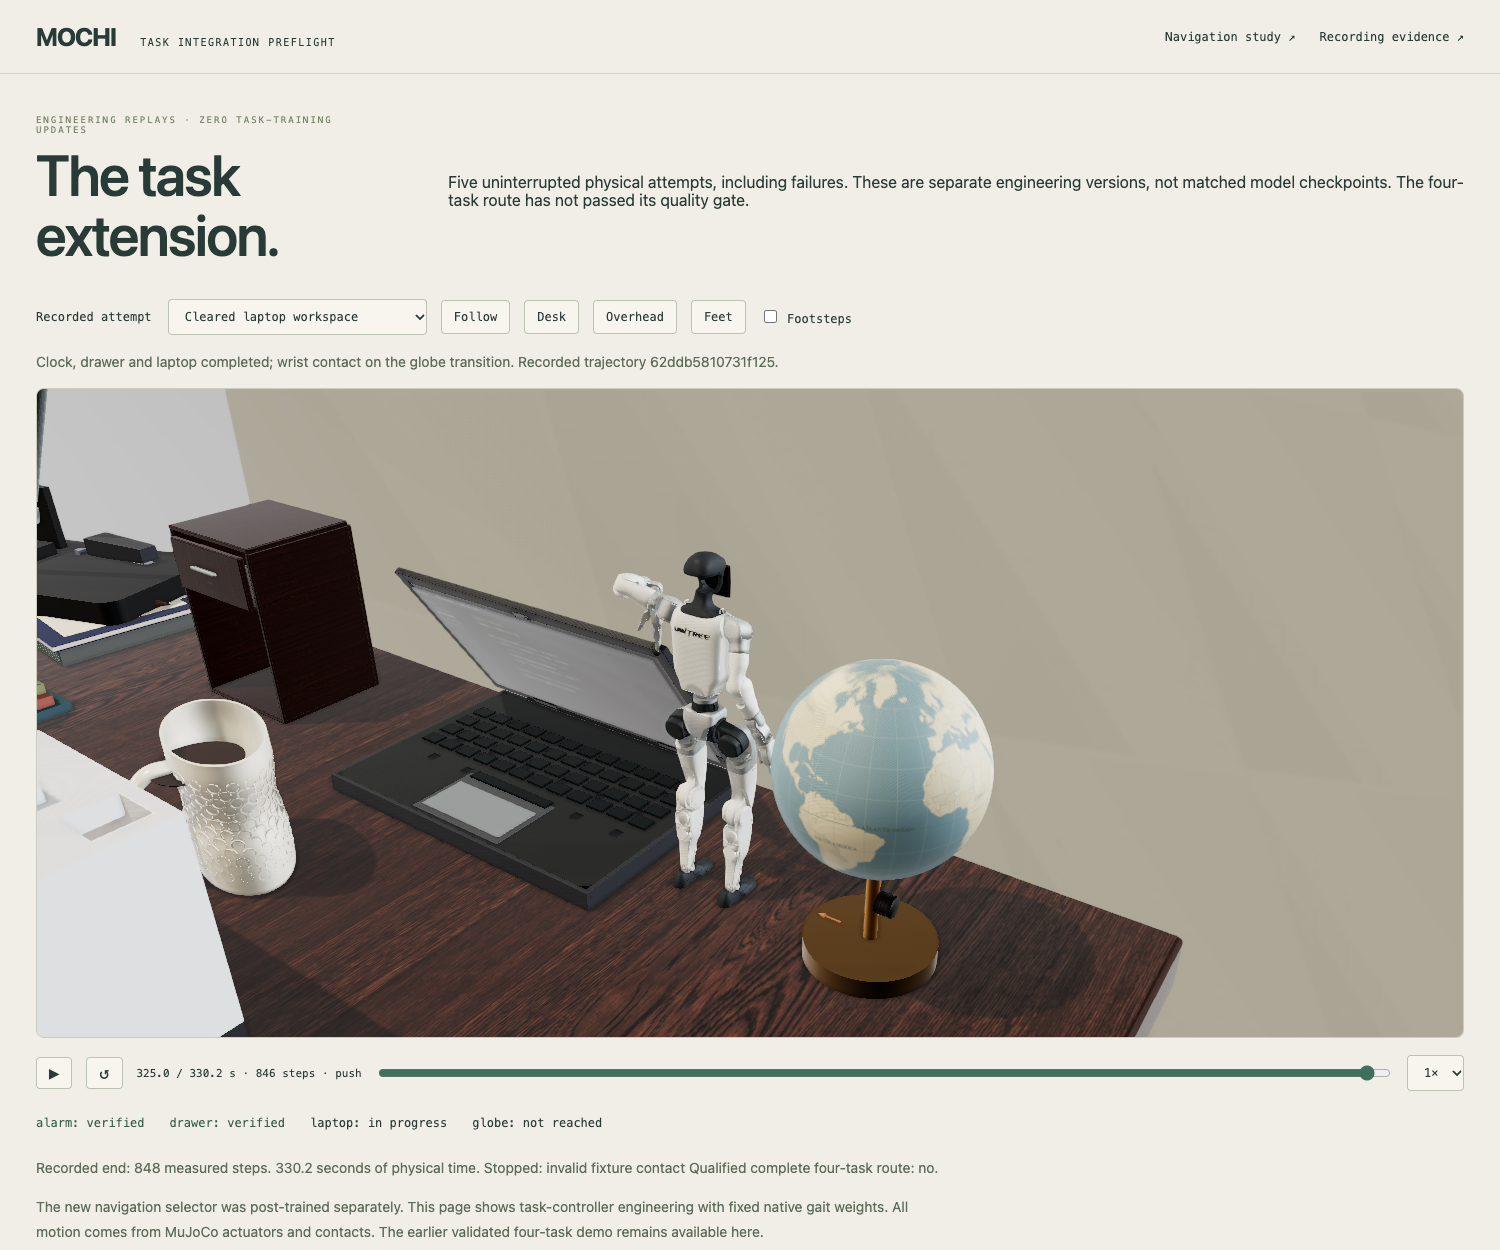 MOCHI TASK INTEGRATION PREFLIGHT
Navigation study ↗ Recording evidence ↗
ENGINEERING REPLAYS · ZERO TASK-TRAINING
UPDATES
The task
extension.
Five uninterrupted physical attempts, including failures. These are separate engineering versions, not matched model checkpoints. The four-
task route has not passed its quality gate.
Recorded attempt Cleared laptop workspace Follow Desk Overhead Feet Footsteps
Clock, drawer and laptop completed; wrist contact on the globe transition. Recorded trajectory 62ddb5810731f125.
UNITREE
325.0 / 330.2 s · 846 steps · push 1×
alarm: verified drawer: verified laptop: in progress globe: not reached
Recorded end: 848 measured steps. 330.2 seconds of physical time. Stopped: invalid fixture contact Qualified complete four-task route: no.
The new navigation selector was post-trained separately. This page shows task-controller engineering with fixed native gait weights. All
motion comes from MuJoCo actuators and contacts. The earlier validated four-task demo remains available here.